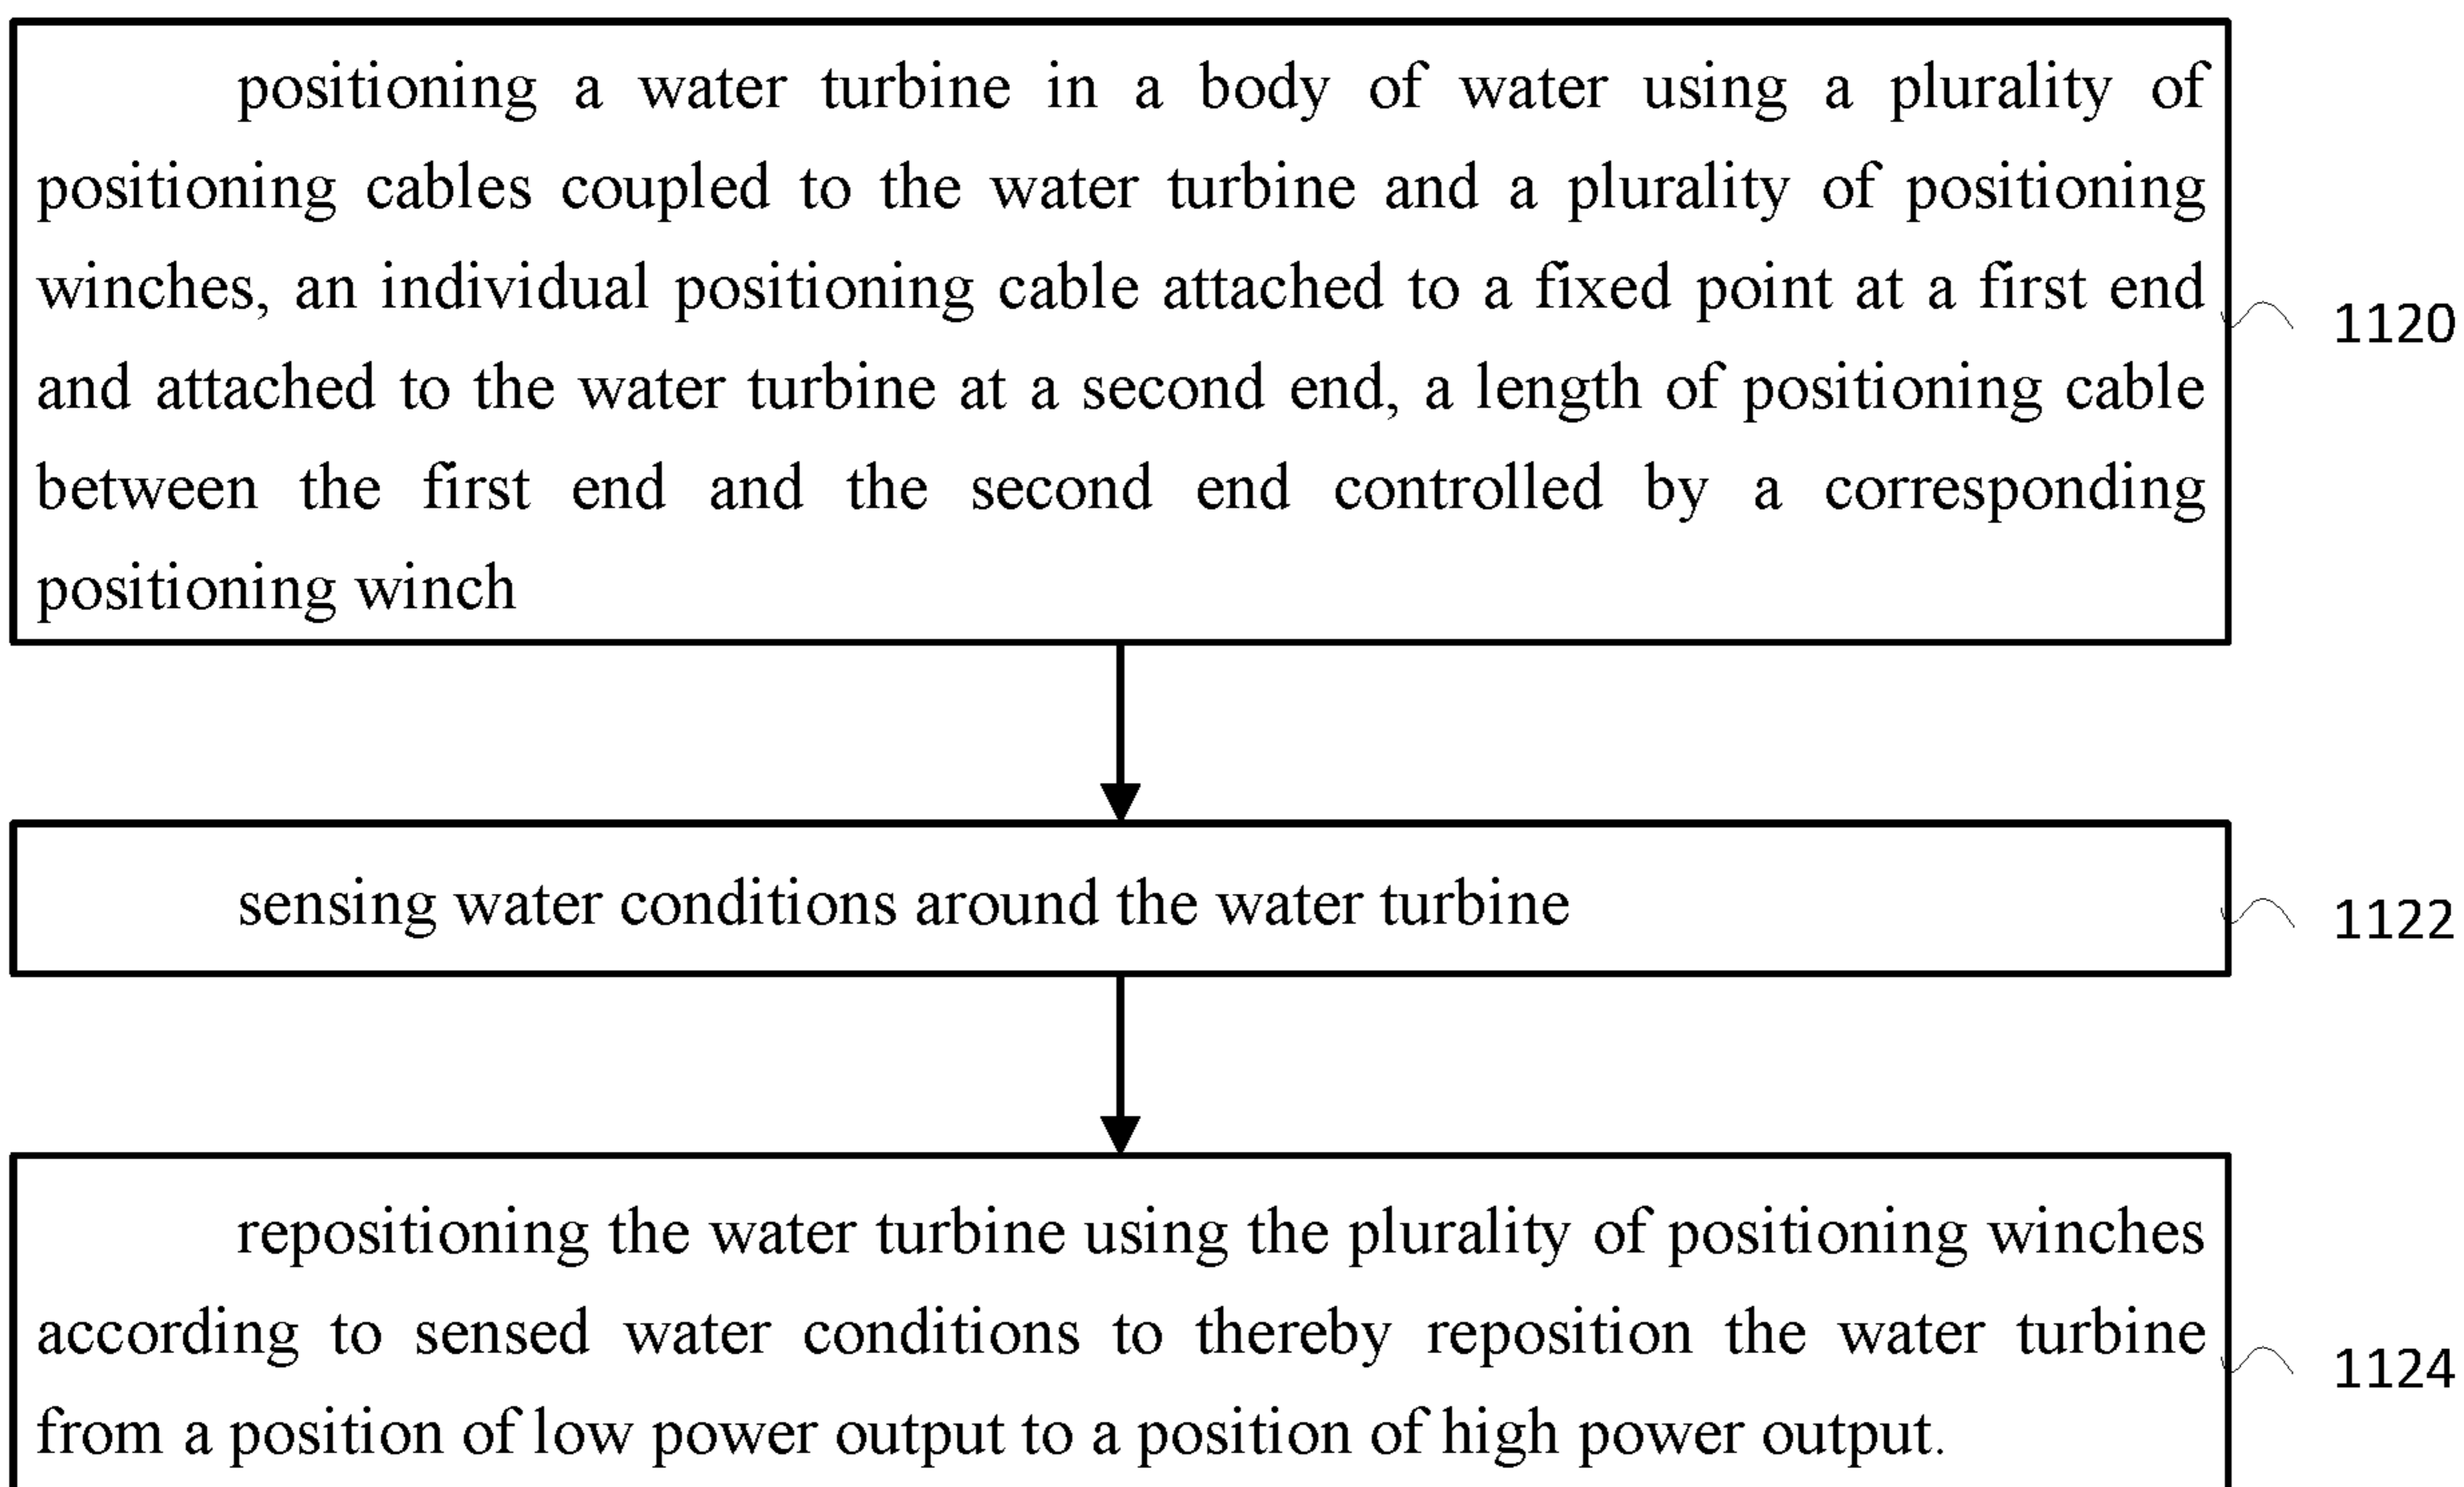 positioning a water turbine in a body of water using a plurality of
positioning cables coupled to the water turbine and a plurality of positioning
winches, an individual positioning cable attached to a fixed point at a first end
and attached to the water turbine at a second end, a length of positioning cable
between the first end and the second end controlled by a corresponding
positioning winch
1120
sensing water conditions around the water turbine
1122
repositioning the water turbine using the plurality of positioning winches
according to sensed water conditions to thereby reposition the water turbine
from a position of low power output to a position of high power output.
1124